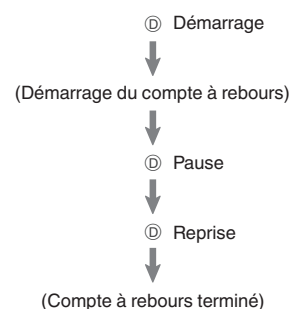 Ⓓ Démarrage
(Démarrage du compte à rebours)
Ⓓ Pause
Ⓓ Reprise
(Compte à rebours terminé)